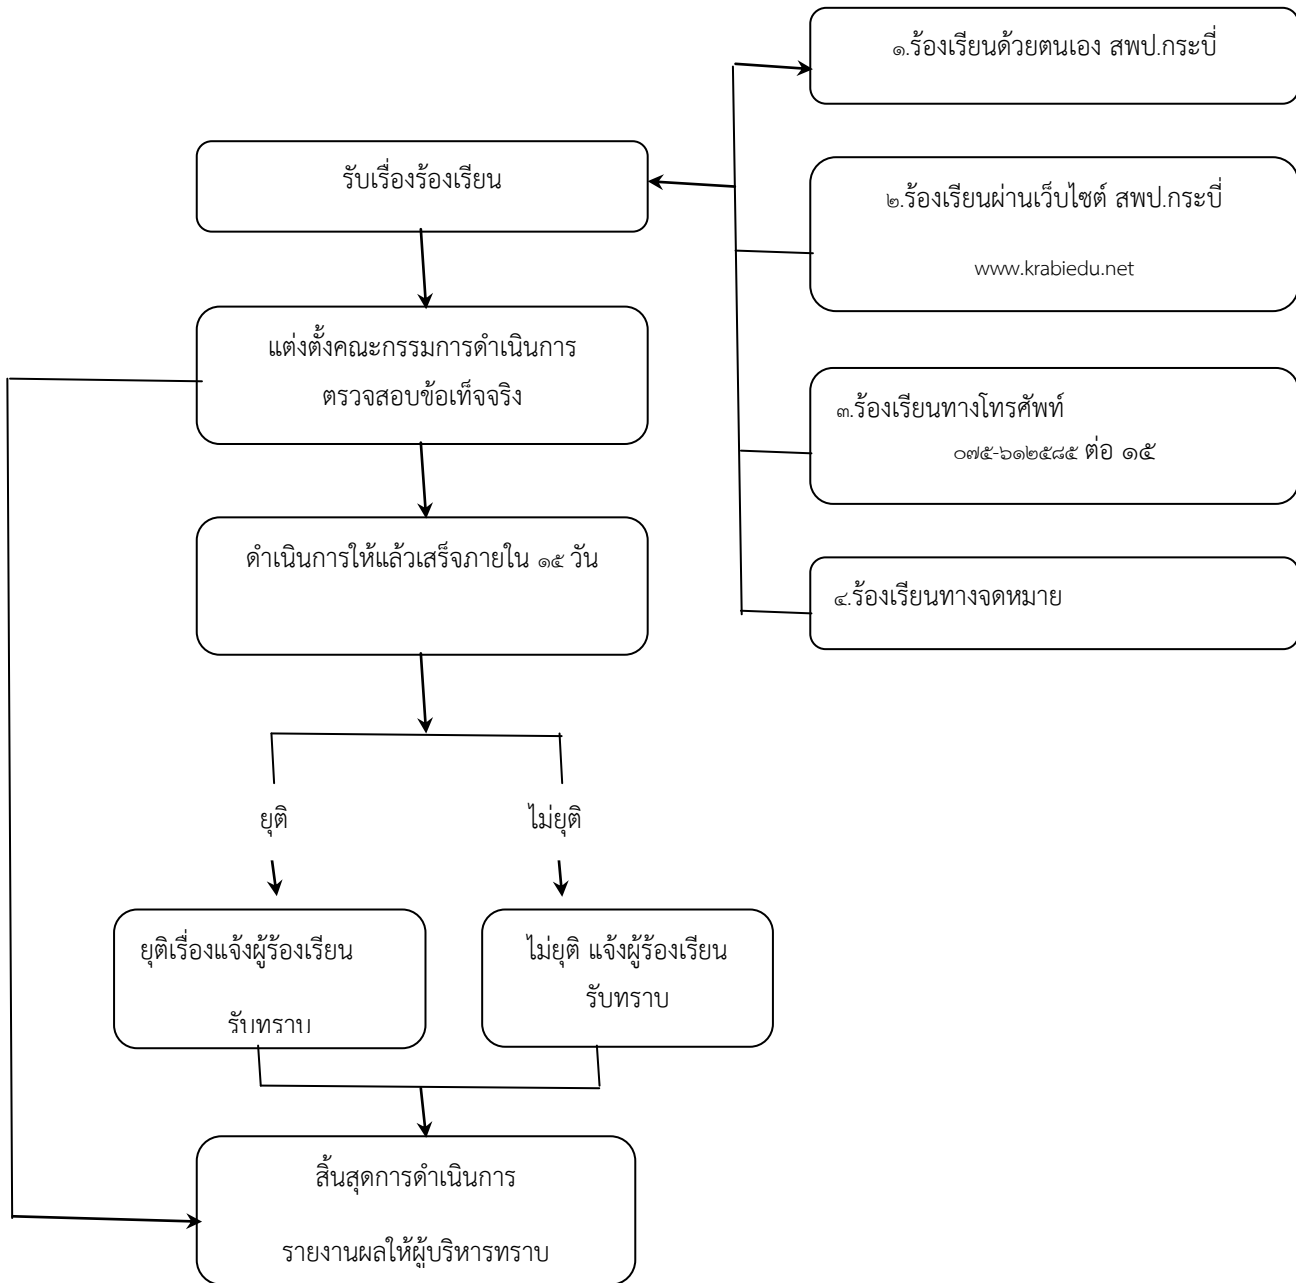 ๑.ร้องเรียนด้วยตนเอง สพป.กระบี่
รับเรื่องร้องเรียน
๒.ร้องเรียนผ่านเว็บไซต์ สพป.กระบี่
www.krabiedu.net
แต่งตั้งคณะกรรมการดำเนินการ
ตรวจสอบข้อเท็จจริง
๓.ร้องเรียนทางโทรศัพท์
๐๗๕-๖๑๒๕๘๕ ต่อ ๑๕
ดำเนินการให้แล้วเสร็จภายใน ๑๕ วัน
๔.ร้องเรียนทางจดหมาย
ยุติ
ไม่ยุติ
ยุติเรื่องแจ้งผู้ร้องเรียน
รับทราบ
ไม่ยุติ แจ้งผู้ร้องเรียน
รับทราบ
สิ้นสุดการดำเนินการ
รายงานผลให้ผู้บริหารทราบ